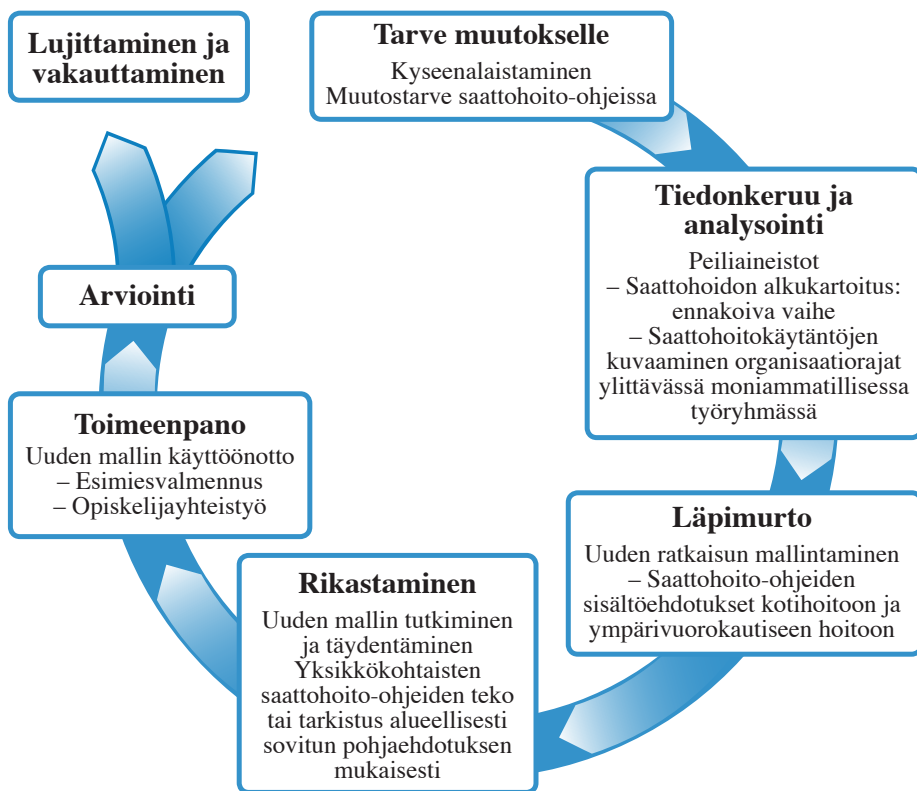 Tarve muutokselle
Kyseenalaistaminen
Muutostarve saattohoito-ohjeissa
Tiedonkeruu ja
analysointi
Peiliaineistot
– Saattohoidon alkukartoitus:
ennakoiva vaihe
– Saattohoitokäytäntöjen
kuvaaminen organisaatiorajat
ylittävässä moniammatillisessa
työryhmässä
Läpimurto
Uuden ratkaisun mallintaminen
– Saattohoito-ohjeiden
sisältöehdotukset kotihoitoon ja
ympärivuorokautiseen hoitoon
Rikastaminen
Uuden mallin tutkiminen
ja täydentäminen
Yksikkökohtaisten
saattohoito-ohjeiden teko
tai tarkistus alueellisesti
sovitun pohjaehdotuksen
mukaisesti
Toimeenpano
Uuden mallin käyttöönotto
– Esimiesvalmennus
– Opiskelijayhteistyö
Arviointi
Lujittaminen ja
vakauttaminen